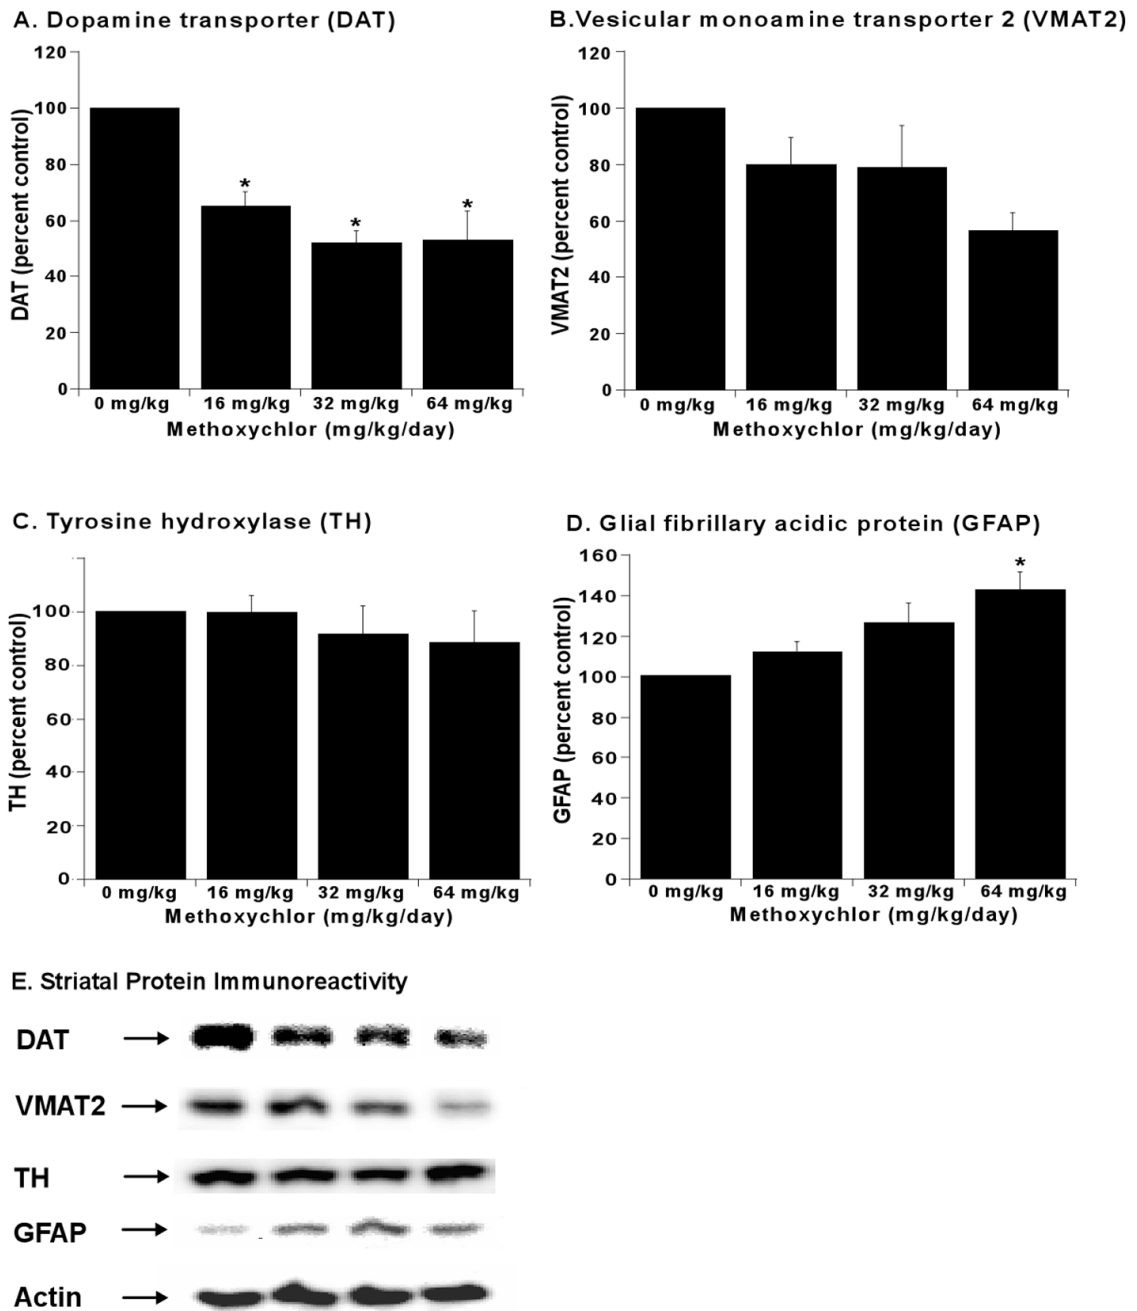 A. Dopamine transporter (DAT)
120
100
80
60
40
20
0
DAT (percent control)
*
*
*
0 mg/kg 16 mg/kg 32 mg/kg 64 mg/kg
Methoxychlor (mg/kg/day)
B.Vesicular monoamine transporter 2 (VMAT2)
120
100
80
60
40
20
0
VMAT2 (percent control)
0 mg/kg 16 mg/kg 32 mg/kg 64 mg/kg
Methoxychlor (mg/kg/day)
C. Tyrosine hydroxylase (TH)
100
80
60
40
20
0
TH (percent control)
0 mg/kg 16 mg/kg 32 mg/kg 64 mg/kg
Methoxychlor (mg/kg/day)
D. Glial fibrillary acidic protein (GFAP)
160
140
120
100
80
60
40
20
0
GFAP (percent control)
*
0 mg/kg 16 mg/kg 32 mg/kg 64 mg/kg
Methoxychlor (mg/kg/day)
E. Striatal Protein Immunoreactivity
DAT
VMAT2
TH
GFAP
Actin